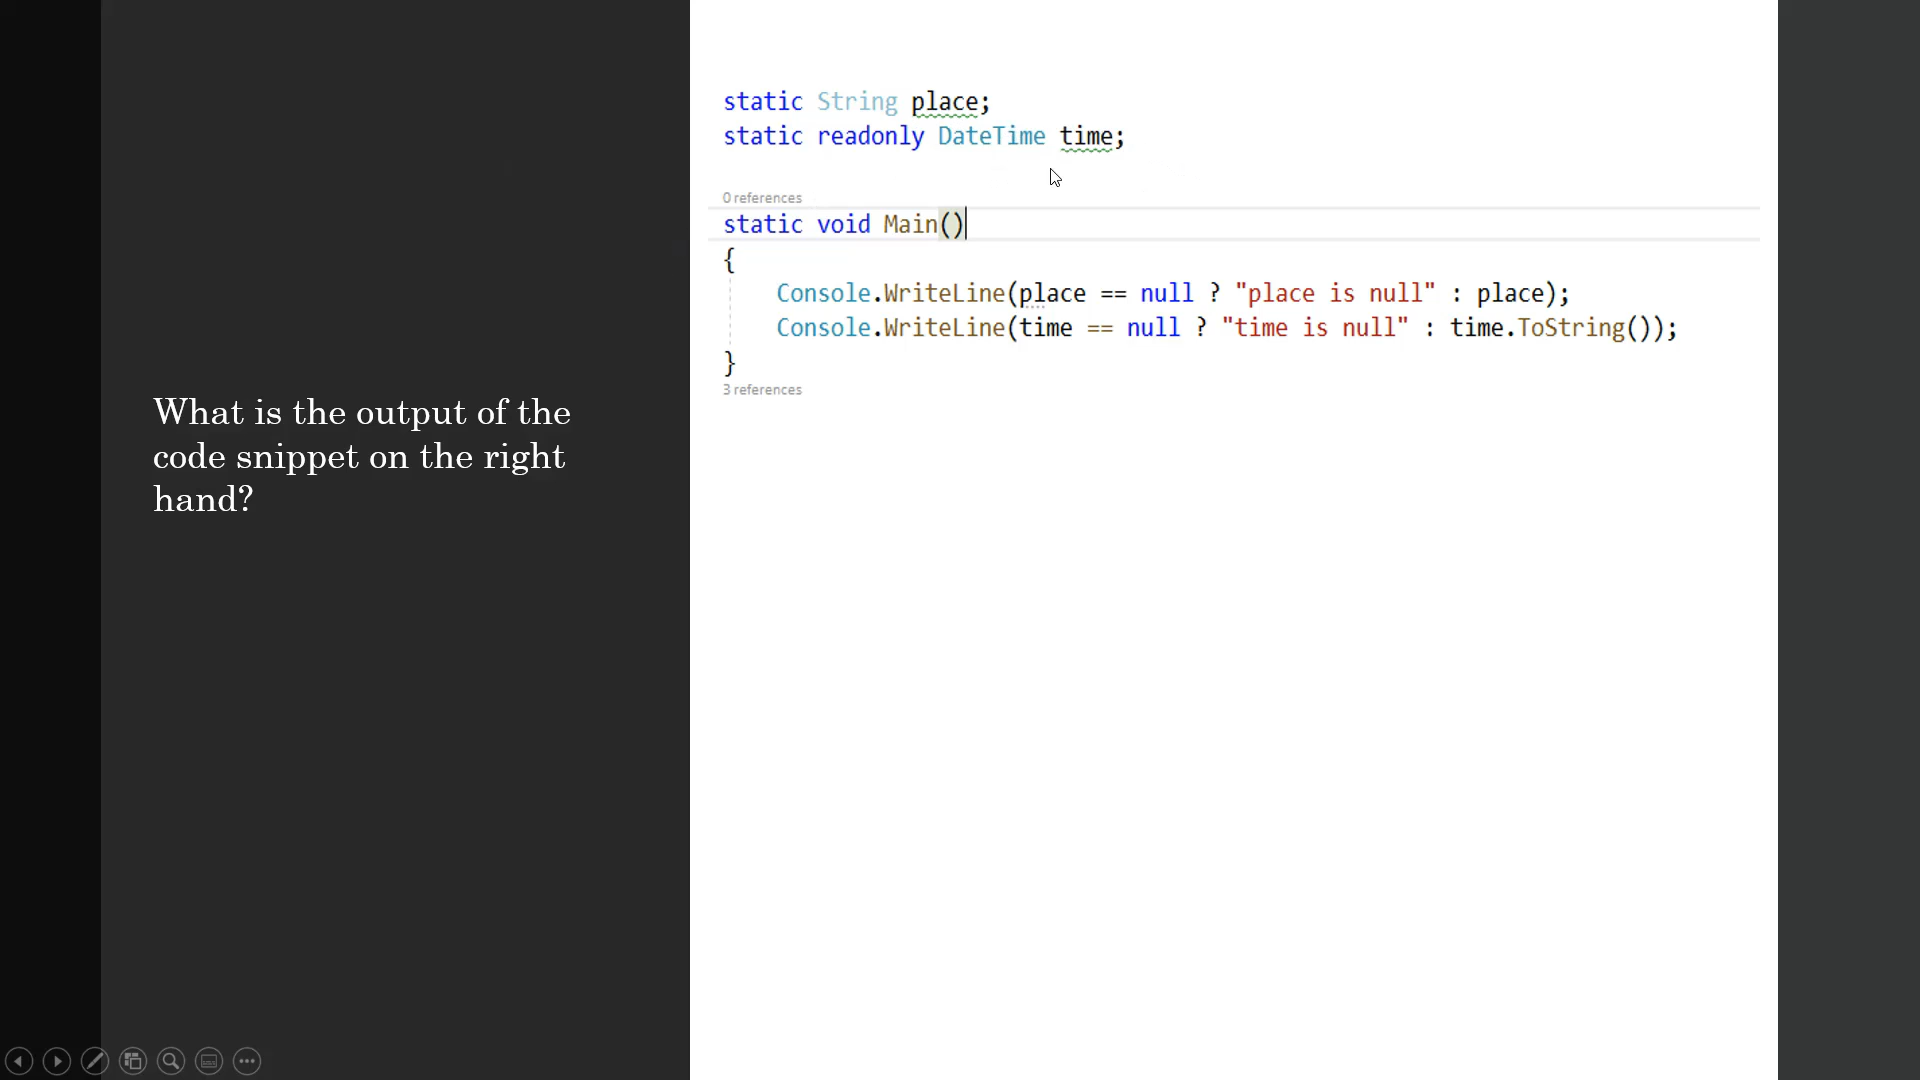 What is the output of the
code snippet on the right
hand?
static String place;
static readonly DateTime time;
0 references
static void Main()
{
    Console.WriteLine(place == null ? "place is null" : place);
    Console.WriteLine(time == null ? "time is null" : time.ToString());
}
3 references